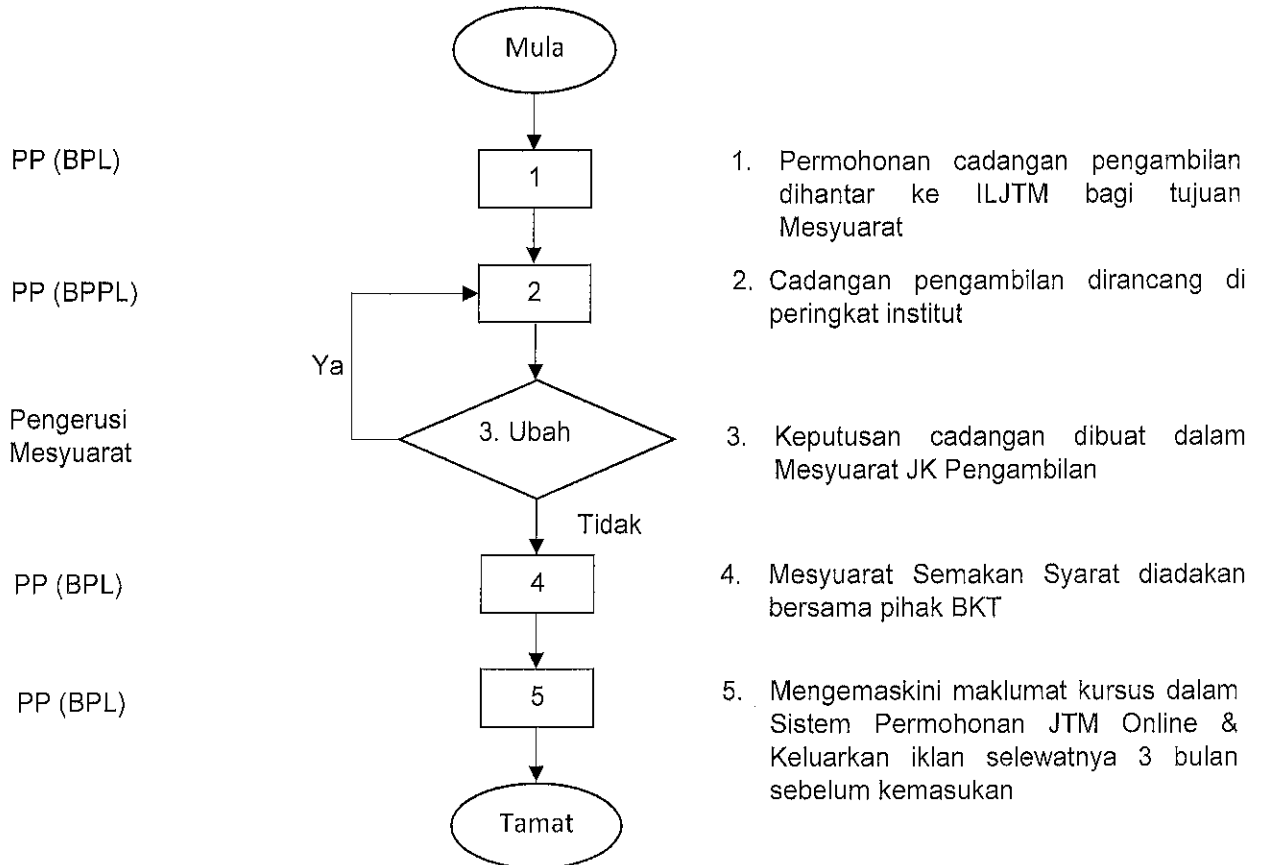 Mula
PP (BPL)
1
1. Permohonan cadangan pengambilan
dihantar ke ILJTM bagi tujuan
Mesyuarat
PP (BPPL)
2
2. Cadangan pengambilan dirancang di
peringkat institut
Ya
Pengerusi
Mesyuarat
3. Ubah
3. Keputusan cadangan dibuat dalam
Mesyuarat JK Pengambilan
Tidak
PP (BPL)
4
4. Mesyuarat Semakan Syarat diadakan
bersama pihak BKT
PP (BPL)
5
5. Mengemaskini maklumat kursus dalam
Sistem Permohonan JTM Online &
Keluarkan iklan selewatnya 3 bulan
sebelum kemasukan
Tamat